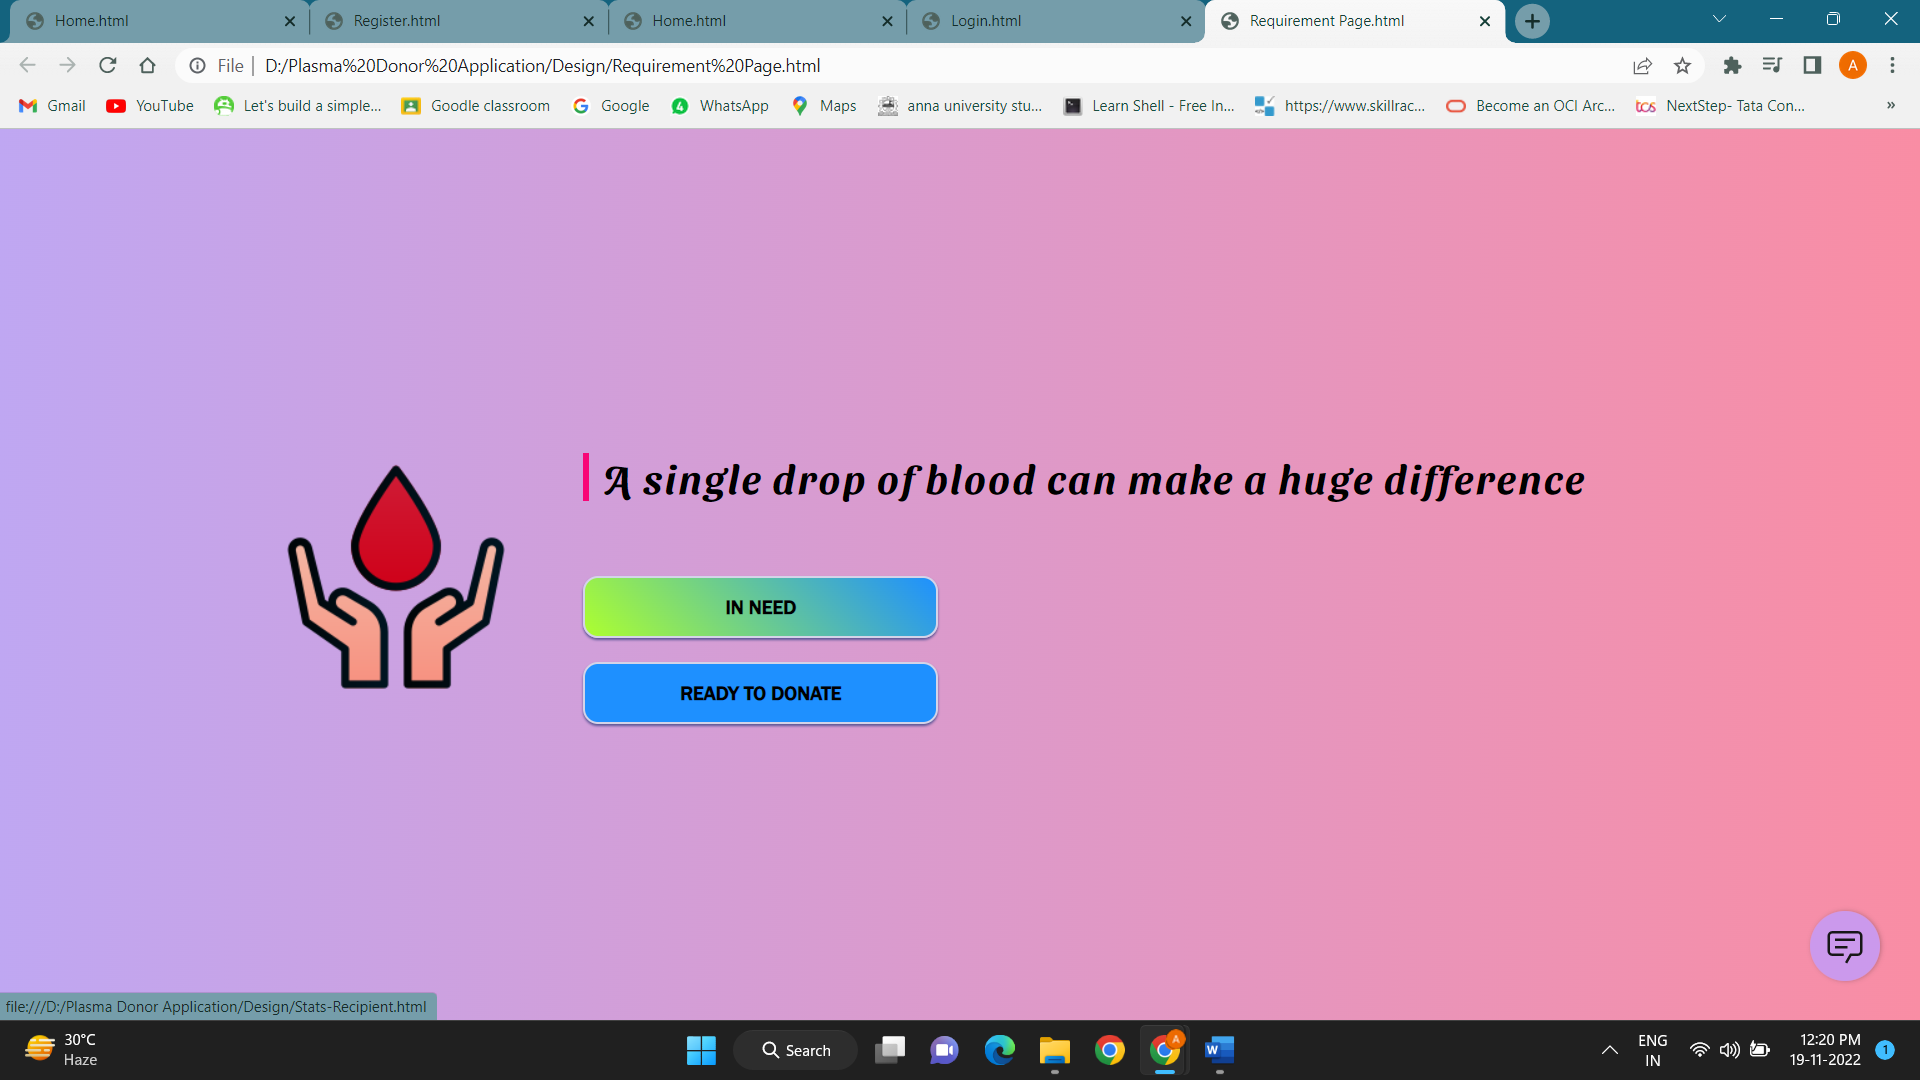 Home.html
Register.html
Home.html
Login.html
Requirement Page.html
File | D:/Plasma%20Donor%20Application/Design/Requirement%20Page.html
A
Gmail
YouTube
Let's build a simple...
Goodle classroom
Google
WhatsApp
Maps
anna university stu...
Learn Shell - Free In...
https://www.skillrac...
Become an OCI Arc...
tcs
NextStep- Tata Con...
»
A single drop of blood can make a huge difference
IN NEED
READY TO DONATE
file:///D:/Plasma Donor Application/Design/Stats-Recipient.html
30°C
Haze
Search
A
W
ENG
IN
12:20 PM
19-11-2022
1